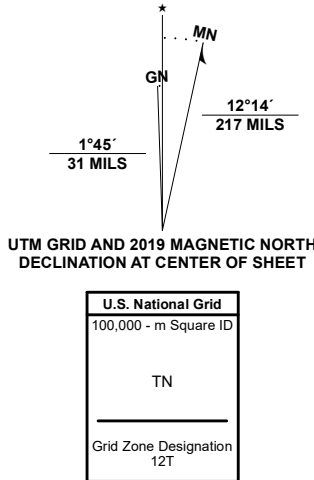 ★
MN
GN
12°14´
217 MILS
1°45´
31 MILS
UTM GRID AND 2019 MAGNETIC NORTH
DECLINATION AT CENTER OF SHEET
U.S. National Grid
100,000 - m Square ID
TN
Grid Zone Designation
12T